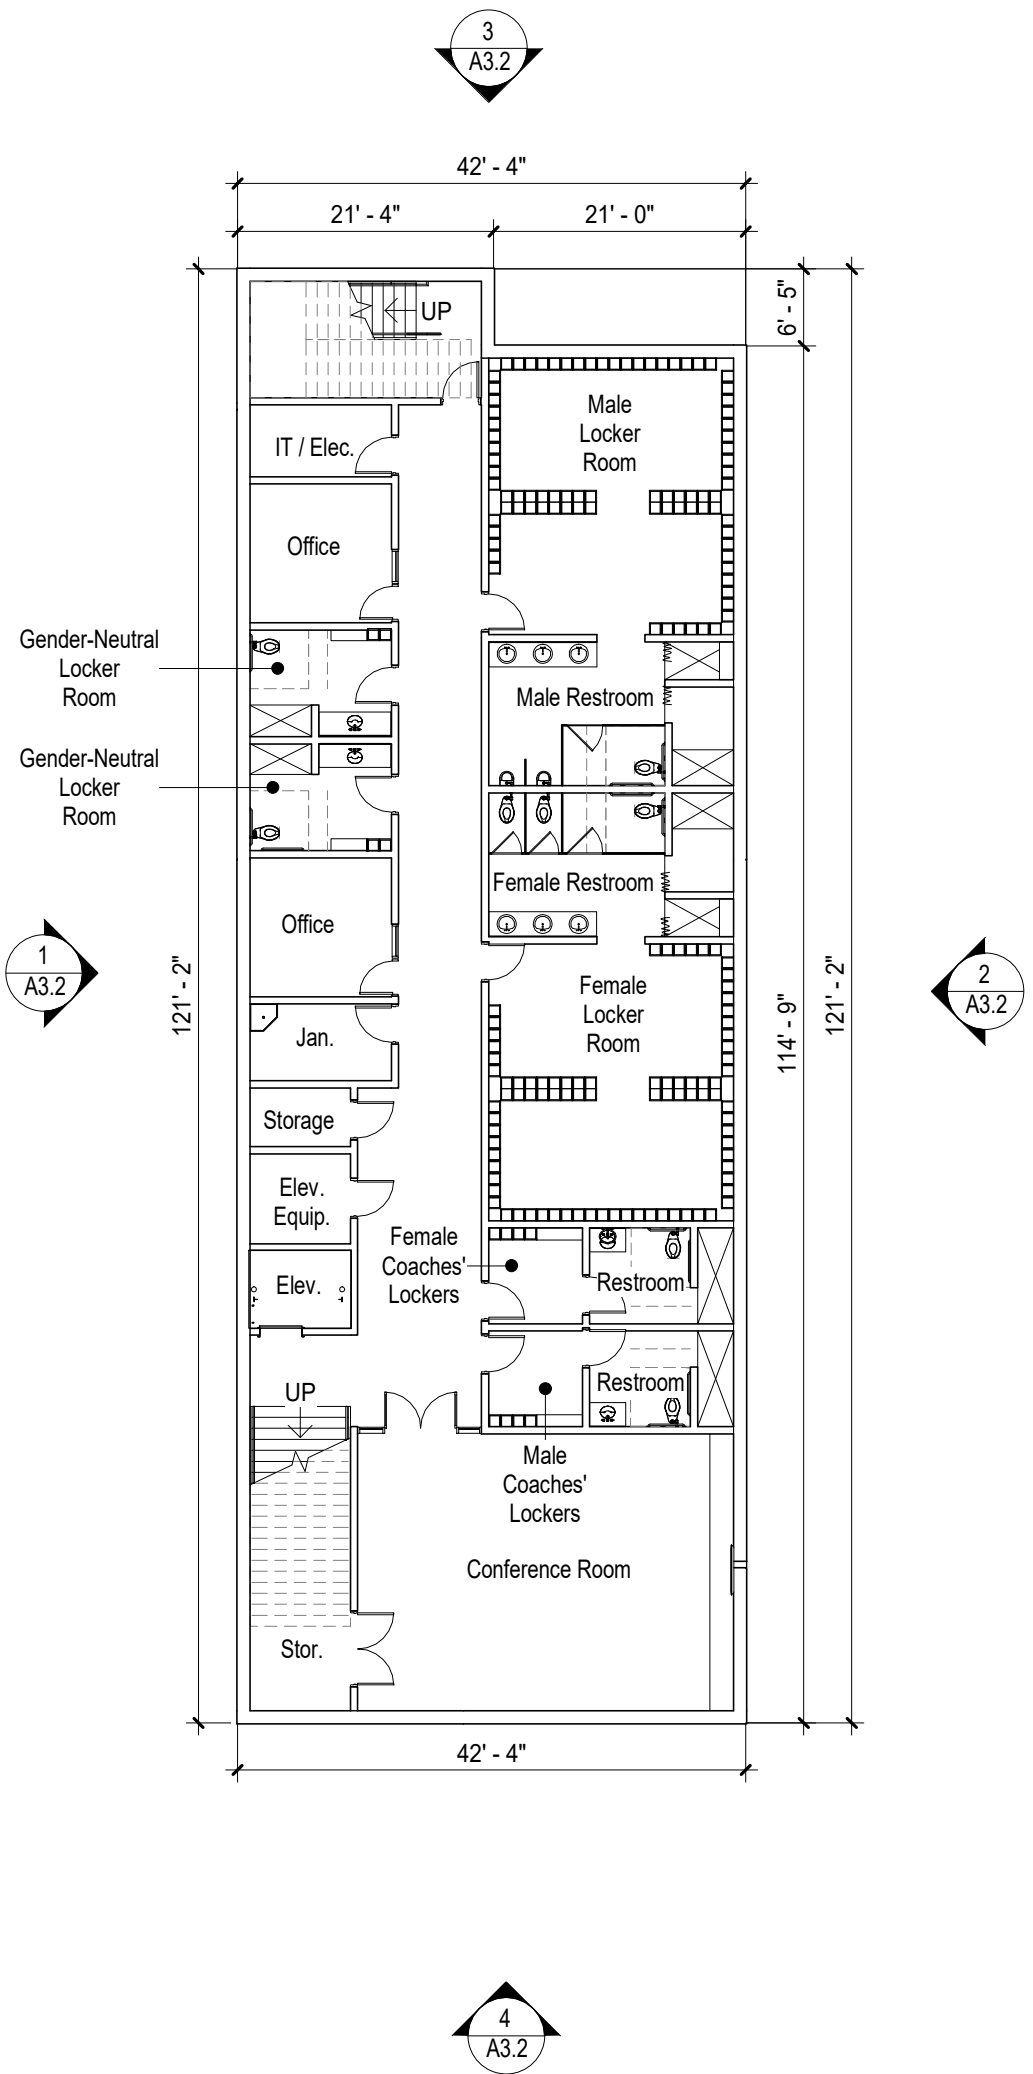 3
A3.2
42' - 4"
21' - 4"
21' - 0"
6' - 5"
UP
Male
Locker
Room
IT / Elec.
Office
Gender-Neutral
Locker
Room
Male Restroom
Gender-Neutral
Locker
Room
Female Restroom
Office
1
A3.2
121' - 2"
Female
Locker
Room
114' - 9"
121' - 2"
2
A3.2
Jan.
Storage
Elev.
Equip.
Female
Coaches'
Lockers
Elev.
Restroom
UP
Restroom
Male
Coaches'
Lockers
Conference Room
Stor.
42' - 4"
4
A3.2